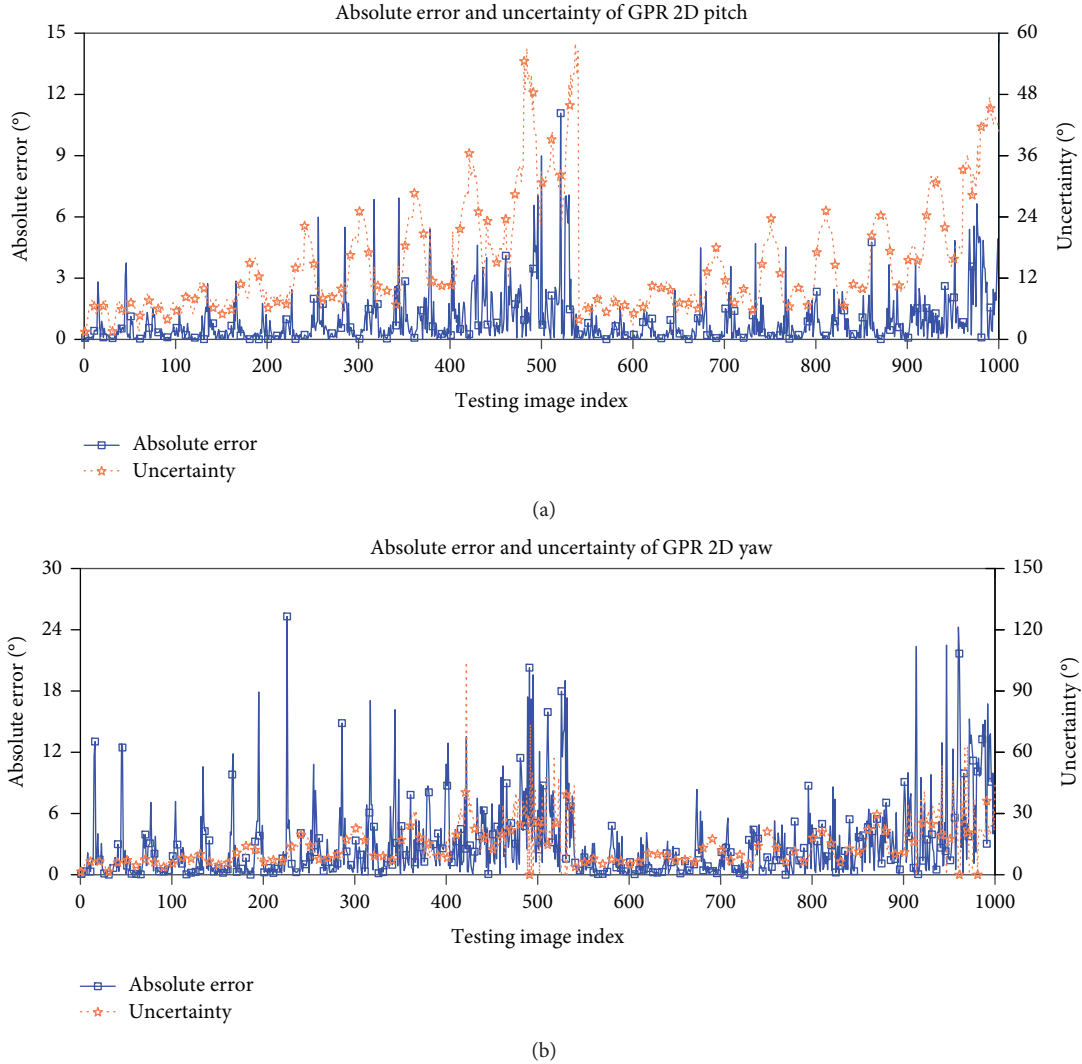 Absolute error and uncertainty of GPR 2D pitch
15
12
9
6
3
0
Absolute error (°)
60
48
36
24
12
0
Uncertainty (°)
0 100 200 300 400 500 600 700 800 900 1000
Testing image index
Absolute error
Uncertainty
(a)
Absolute error and uncertainty of GPR 2D yaw
30
24
18
12
6
0
Absolute error (°)
150
120
90
60
30
0
Uncertainty (°)
0 100 200 300 400 500 600 700 800 900 1000
Testing image index
Absolute error
Uncertainty
(b)